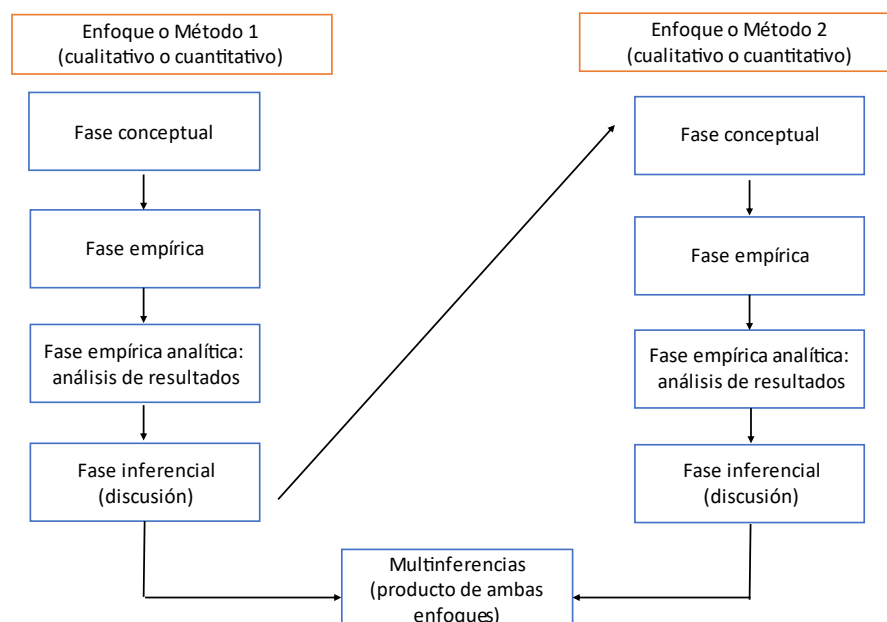 Enfoque o Método 1
(cualitativo o cuantitativo)
Fase conceptual
Fase empírica
Fase empírica analítica:
análisis de resultados
Fase inferencial
(discusión)
Enfoque o Método 2
(cualitativo o cuantitativo)
Fase conceptual
Fase empírica
Fase empírica analítica:
análisis de resultados
Fase inferencial
(discusión)
Multinferencias
(producto de ambas
enfoques)